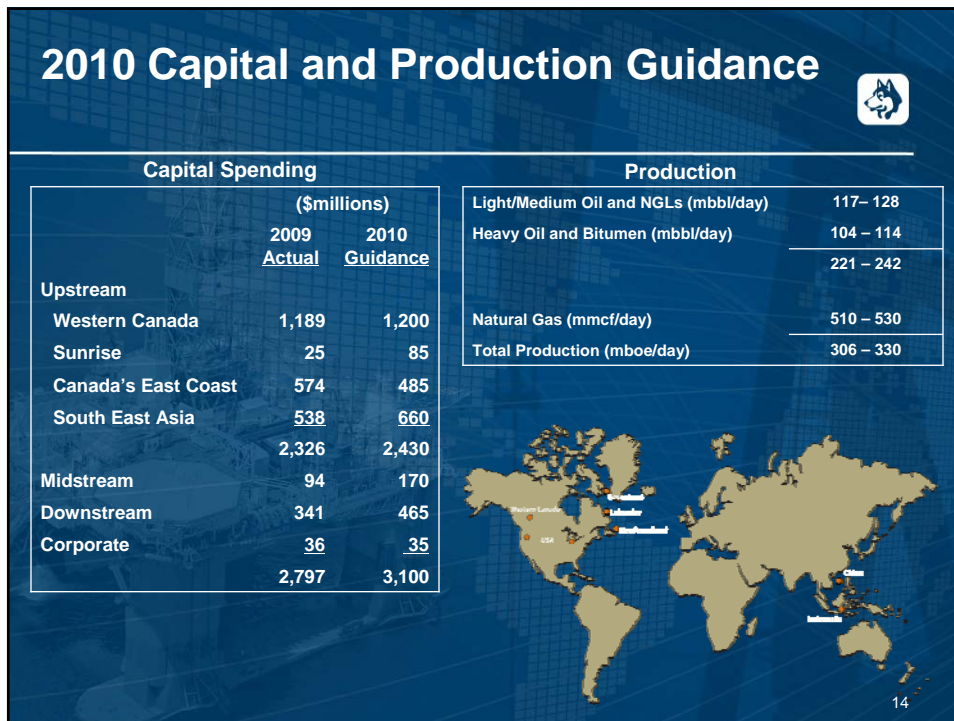 2010 Capital and Production Guidance
Capital Spending
($millions)
2009 2010
Actual Guidance
Upstream
Western Canada 1,189 1,200
Sunrise 25 85
Canada's East Coast 574 485
South East Asia 538 660
2,326 2,430
Midstream 94 170
Downstream 341 465
Corporate 36 35
2,797 3,100
Production
Light/Medium Oil and NGLs (mbbl/day) 117– 128
Heavy Oil and Bitumen (mbbl/day) 104 – 114
221 – 242
Natural Gas (mmcf/day) 510 – 530
Total Production (mboe/day) 306 – 330
Greenland
Western Canada
Labrador
Newfoundland
USA
China
Indonesia
14